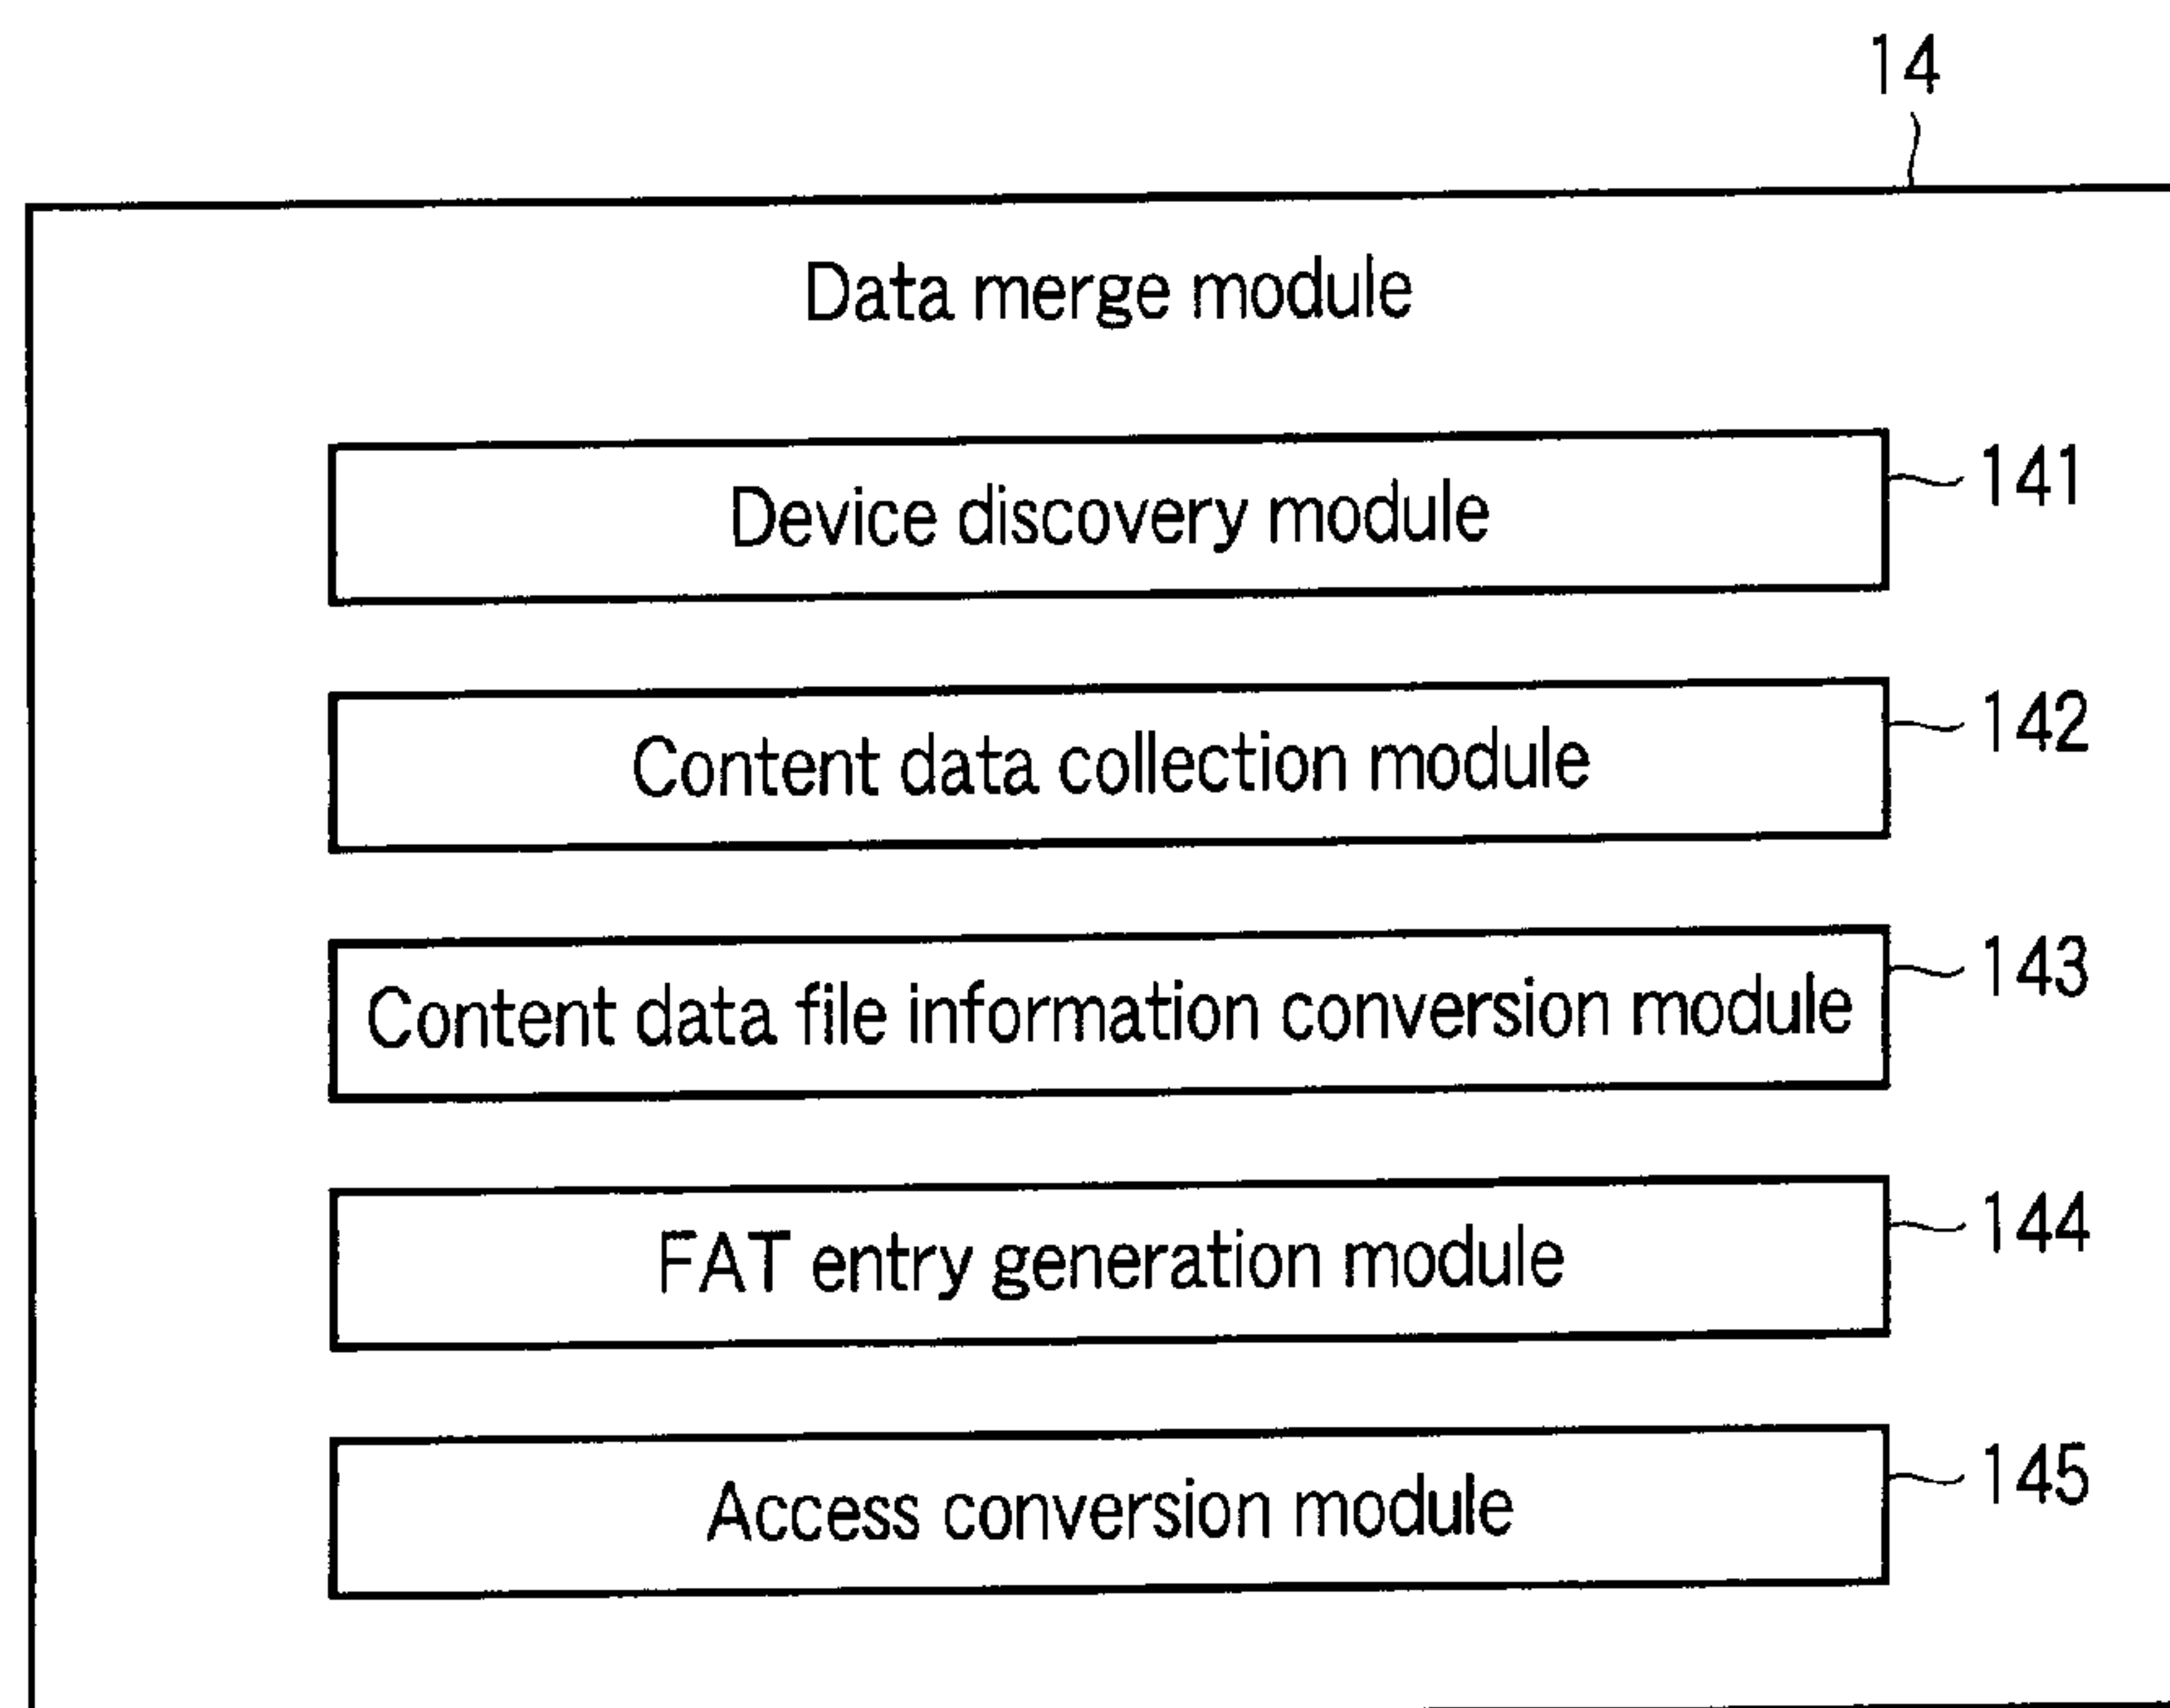 14
Data merge module
Device discovery module 141
Content data collection module 142
Content data file information conversion module 143
FAT entry generation module 144
Access conversion module 145